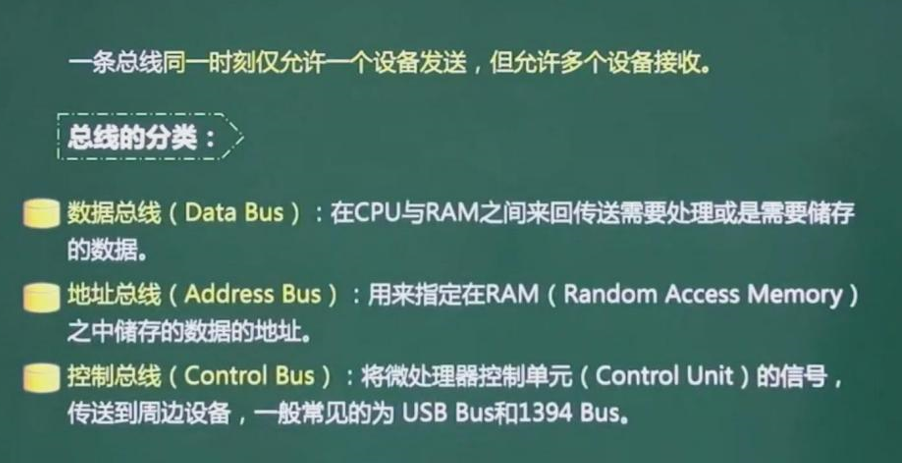 一条总线同一时刻仅允许一个设备发送，但允许多个设备接收。
总线的分类：
数据总线（Data Bus）：在CPU与RAM之间来回传送需要处理或是需要储存
的数据。
地址总线（Address Bus）：用来指定在RAM（Random Access Memory）
之中储存的数据的地址。
控制总线（Control Bus）：将微处理器控制单元（Control Unit）的信号，
传送到周边设备，一般常见的为 USB Bus和1394 Bus。